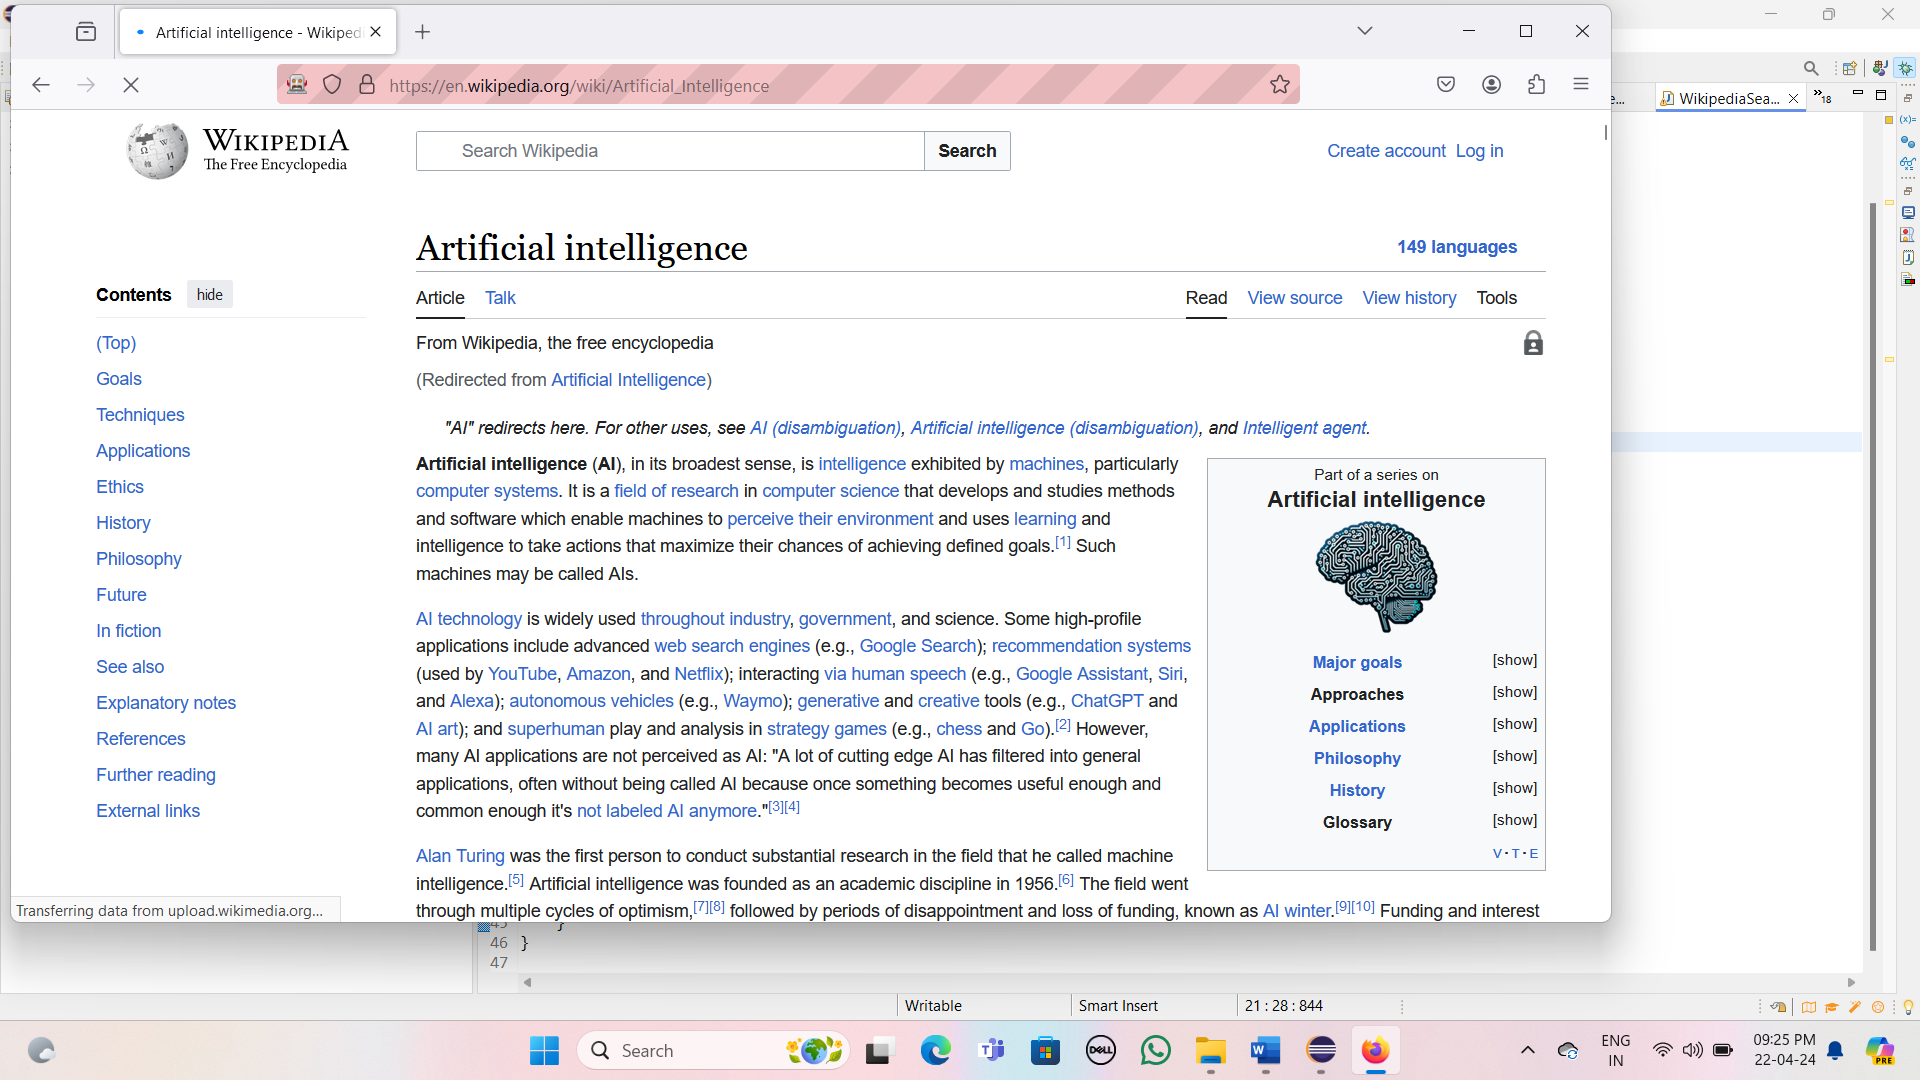 Artificial intelligence - Wikiped
https://en.wikipedia.org/wiki/Artificial_Intelligence
WikipediaSea...
18
WIKIPEDIA
The Free Encyclopedia
Search Wikipedia
Search
Create account Log in
Artificial intelligence
149 languages
Contents hide
Article Talk
Read View source View history Tools
(Top)
Goals
Techniques
Applications
Ethics
History
Philosophy
Future
In fiction
See also
Explanatory notes
References
Further reading
External links
From Wikipedia, the free encyclopedia
(Redirected from Artificial Intelligence)
"AI" redirects here. For other uses, see AI (disambiguation), Artificial intelligence (disambiguation), and Intelligent agent.
Artificial intelligence (AI), in its broadest sense, is intelligence exhibited by machines, particularly
computer systems. It is a field of research in computer science that develops and studies methods
and software which enable machines to perceive their environment and uses learning and
intelligence to take actions that maximize their chances of achieving defined goals.[1] Such
machines may be called AIs.
AI technology is widely used throughout industry, government, and science. Some high-profile
applications include advanced web search engines (e.g., Google Search); recommendation systems
(used by YouTube, Amazon, and Netflix); interacting via human speech (e.g., Google Assistant, Siri,
and Alexa); autonomous vehicles (e.g., Waymo); generative and creative tools (e.g., ChatGPT and
AI art); and superhuman play and analysis in strategy games (e.g., chess and Go).[2] However,
many AI applications are not perceived as AI: "A lot of cutting edge AI has filtered into general
applications, often without being called AI because once something becomes useful enough and
common enough it's not labeled AI anymore."[3][4]
Alan Turing was the first person to conduct substantial research in the field that he called machine
intelligence.[5] Artificial intelligence was founded as an academic discipline in 1956.[6] The field went
through multiple cycles of optimism,[7][8] followed by periods of disappointment and loss of funding, known as AI winter.[9][10] Funding and interest
Part of a series on
Artificial intelligence
Major goals [show]
Approaches [show]
Applications [show]
Philosophy [show]
History [show]
Glossary [show]
V·T·E
Transferring data from upload.wikimedia.org...
45 }
46 }
47
Writable
Smart Insert
21 : 28 : 844
Search
DELL
ENG
IN
09:25 PM
22-04-24
PRE